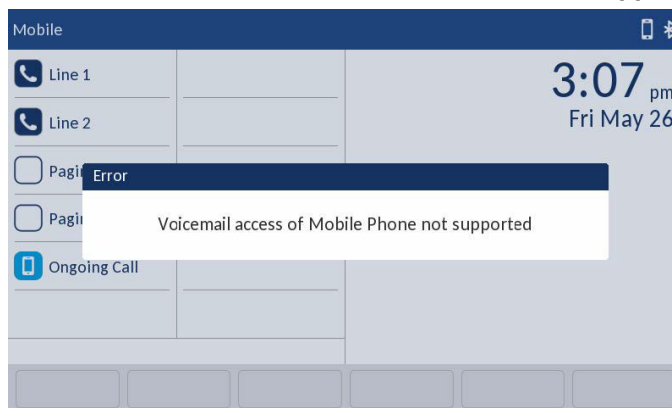 Mobile
Line 1
Line 2
3:07 pm
Fri May 26
Error
Voicemail access of Mobile Phone not supported
Ongoing Call